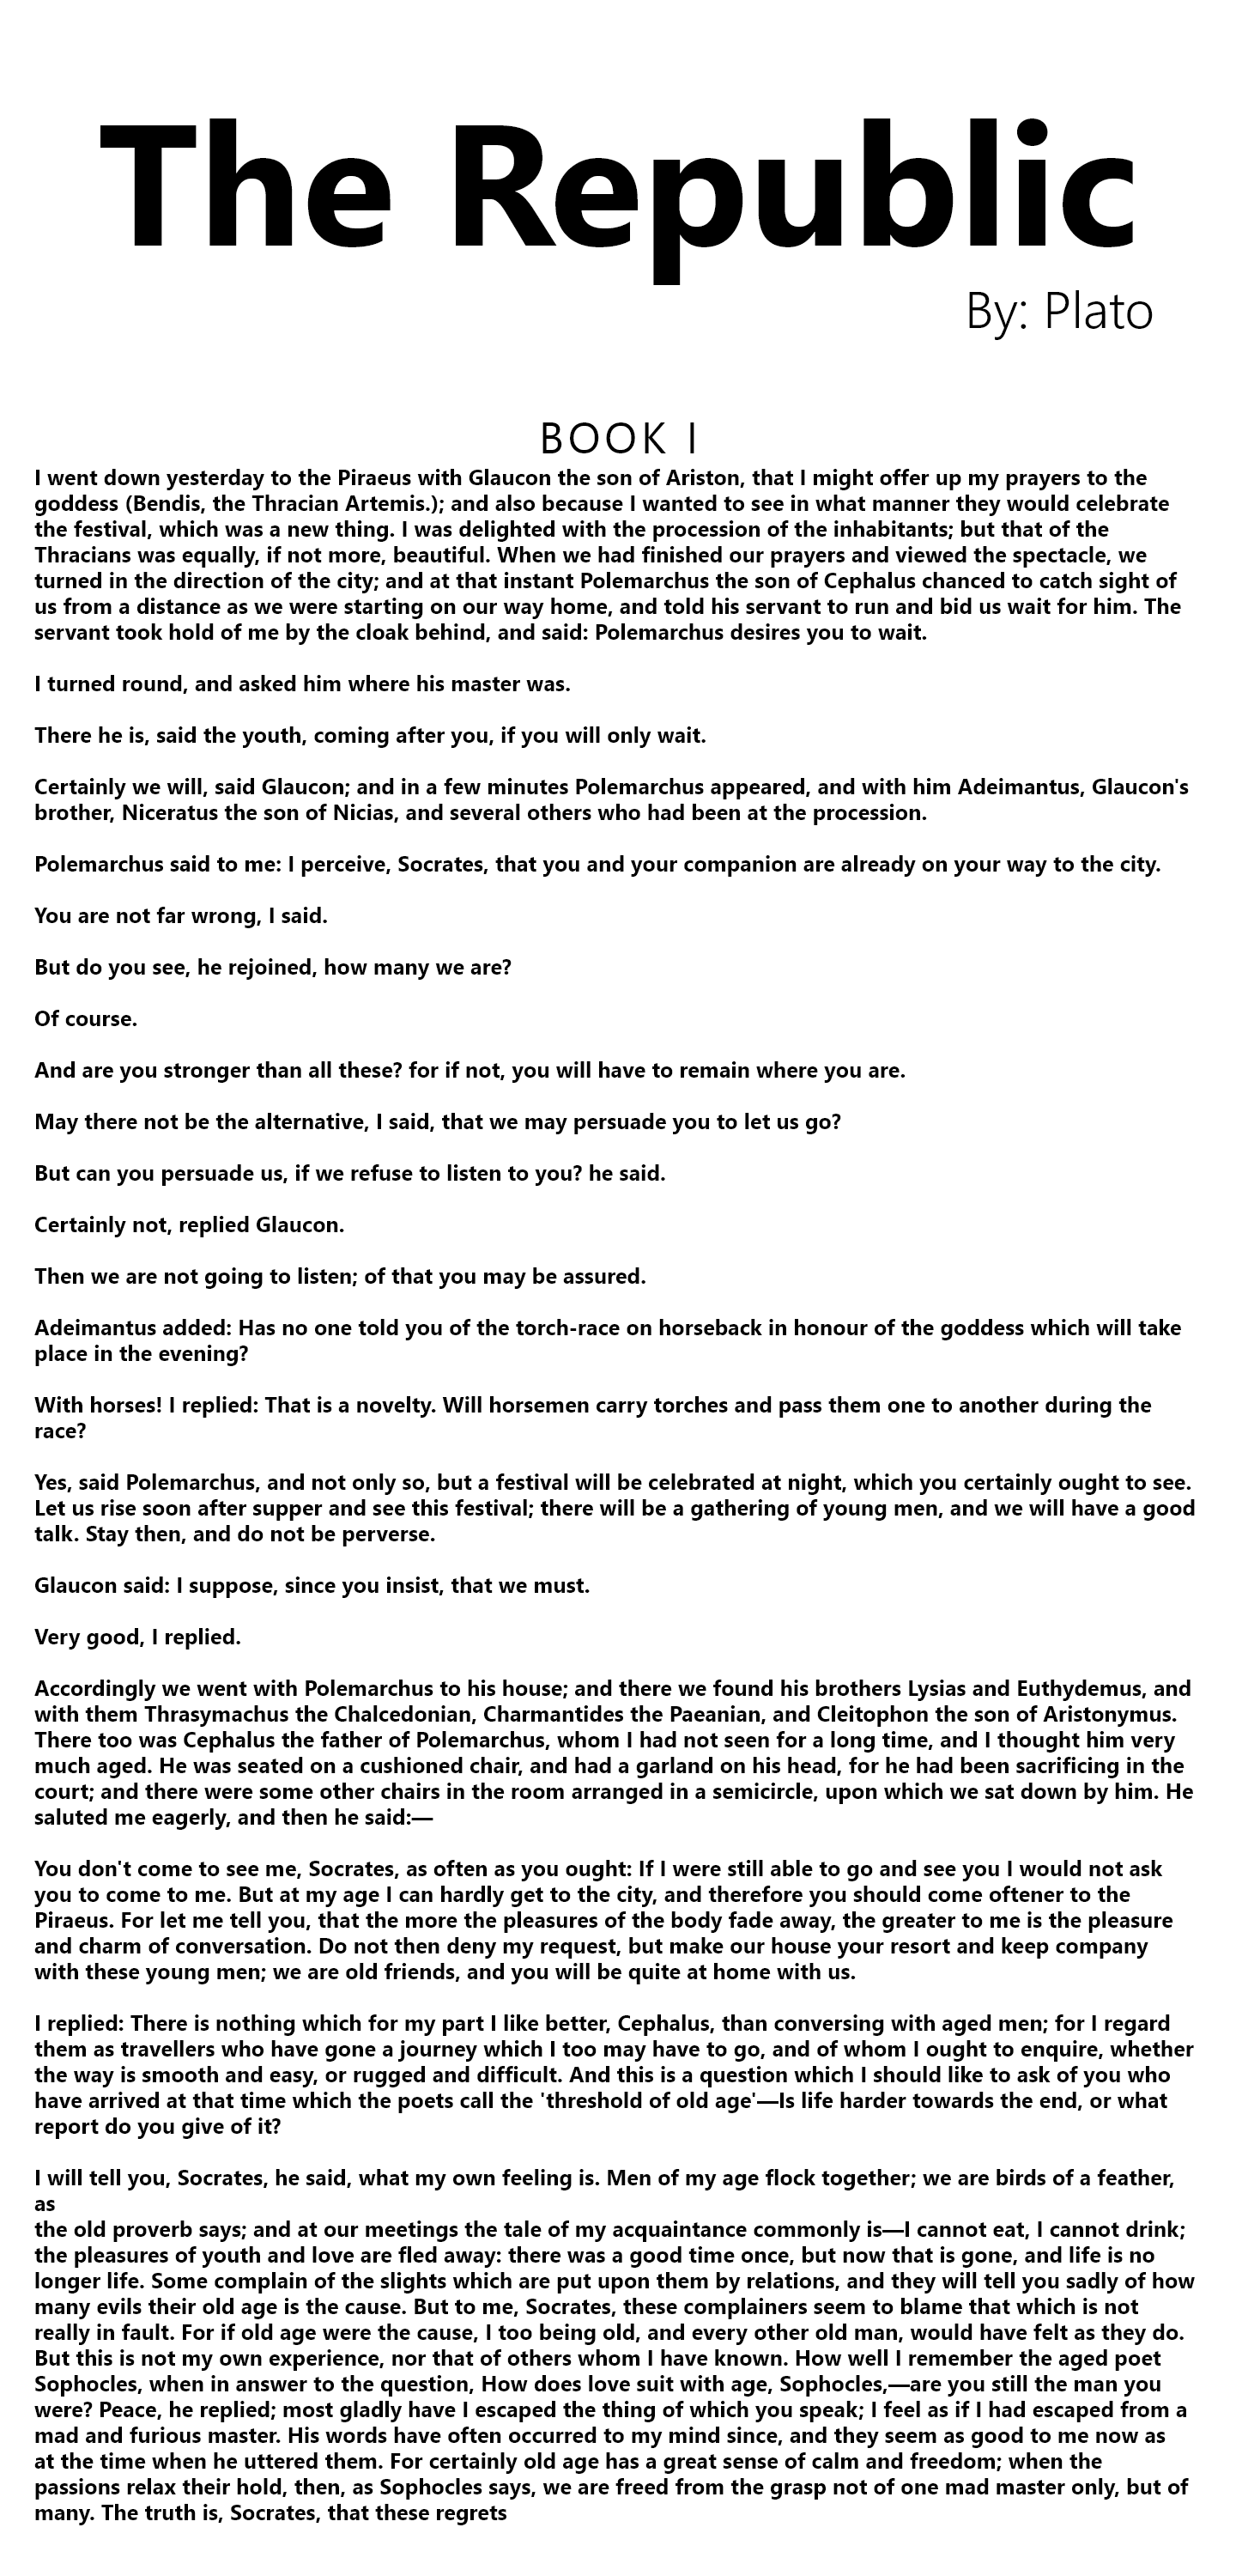 The Republic
By: Plato
BOOK I
I went down yesterday to the Piraeus with Glaucon the son of Ariston, that I might offer up my prayers to the
goddess (Bendis, the Thracian Artemis.); and also because I wanted to see in what manner they would celebrate
the festival, which was a new thing. I was delighted with the procession of the inhabitants; but that of the
Thracians was equally, if not more, beautiful. When we had finished our prayers and viewed the spectacle, we
turned in the direction of the city; and at that instant Polemarchus the son of Cephalus chanced to catch sight of
us from a distance as we were starting on our way home, and told his servant to run and bid us wait for him. The
servant took hold of me by the cloak behind, and said: Polemarchus desires you to wait.
I turned round, and asked him where his master was.
There he is, said the youth, coming after you, if you will only wait.
Certainly we will, said Glaucon; and in a few minutes Polemarchus appeared, and with him Adeimantus, Glaucon's
brother, Niceratus the son of Nicias, and several others who had been at the procession.
Polemarchus said to me: I perceive, Socrates, that you and your companion are already on your way to the city.
You are not far wrong, I said.
But do you see, he rejoined, how many we are?
Of course.
And are you stronger than all these? for if not, you will have to remain where you are.
May there not be the alternative, I said, that we may persuade you to let us go?
But can you persuade us, if we refuse to listen to you? he said.
Certainly not, replied Glaucon.
Then we are not going to listen; of that you may be assured.
Adeimantus added: Has no one told you of the torch-race on horseback in honour of the goddess which will take
place in the evening?
With horses! I replied: That is a novelty. Will horsemen carry torches and pass them one to another during the
race?
Yes, said Polemarchus, and not only so, but a festival will be celebrated at night, which you certainly ought to see.
Let us rise soon after supper and see this festival; there will be a gathering of young men, and we will have a good
talk. Stay then, and do not be perverse.
Glaucon said: I suppose, since you insist, that we must.
Very good, I replied.
Accordingly we went with Polemarchus to his house; and there we found his brothers Lysias and Euthydemus, and
with them Thrasymachus the Chalcedonian, Charmantides the Paeanian, and Cleitophon the son of Aristonymus.
There too was Cephalus the father of Polemarchus, whom I had not seen for a long time, and I thought him very
much aged. He was seated on a cushioned chair, and had a garland on his head, for he had been sacrificing in the
court; and there were some other chairs in the room arranged in a semicircle, upon which we sat down by him. He
saluted me eagerly, and then he said:—
You don't come to see me, Socrates, as often as you ought: If I were still able to go and see you I would not ask
you to come to me. But at my age I can hardly get to the city, and therefore you should come oftener to the
Piraeus. For let me tell you, that the more the pleasures of the body fade away, the greater to me is the pleasure
and charm of conversation. Do not then deny my request, but make our house your resort and keep company
with these young men; we are old friends, and you will be quite at home with us.
I replied: There is nothing which for my part I like better, Cephalus, than conversing with aged men; for I regard
them as travellers who have gone a journey which I too may have to go, and of whom I ought to enquire, whether
the way is smooth and easy, or rugged and difficult. And this is a question which I should like to ask of you who
have arrived at that time which the poets call the 'threshold of old age'—Is life harder towards the end, or what
report do you give of it?
I will tell you, Socrates, he said, what my own feeling is. Men of my age flock together; we are birds of a feather,
as
the old proverb says; and at our meetings the tale of my acquaintance commonly is—I cannot eat, I cannot drink;
the pleasures of youth and love are fled away: there was a good time once, but now that is gone, and life is no
longer life. Some complain of the slights which are put upon them by relations, and they will tell you sadly of how
many evils their old age is the cause. But to me, Socrates, these complainers seem to blame that which is not
really in fault. For if old age were the cause, I too being old, and every other old man, would have felt as they do.
But this is not my own experience, nor that of others whom I have known. How well I remember the aged poet
Sophocles, when in answer to the question, How does love suit with age, Sophocles,—are you still the man you
were? Peace, he replied; most gladly have I escaped the thing of which you speak; I feel as if I had escaped from a
mad and furious master. His words have often occurred to my mind since, and they seem as good to me now as
at the time when he uttered them. For certainly old age has a great sense of calm and freedom; when the
passions relax their hold, then, as Sophocles says, we are freed from the grasp not of one mad master only, but of
many. The truth is, Socrates, that these regrets